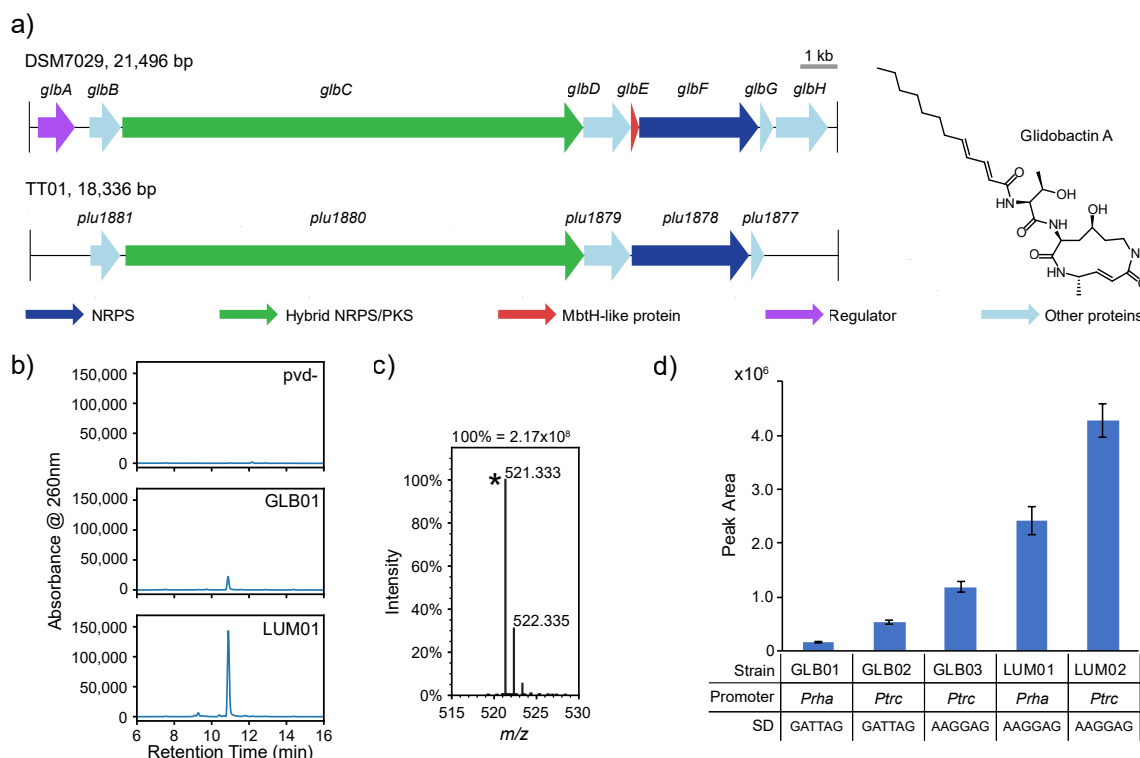 a)
DSM7029, 21,496 bp
1 kb
glbA glbB glbC glbD glbE glbF glbG glbH
TT01, 18,336 bp
plu1881 plu1880 plu1879 plu1878 plu1877
NRPS
Hybrid NRPS/PKS
MbtH-like protein
Regulator
Other proteins
Glidobactin A
O
HN
OH
O
NH
OH
O
HN
N
O
b)
Absorbance @ 260nm
150,000
100,000
50,000
0
pvd-
150,000
100,000
50,000
0
GLB01
150,000
100,000
50,000
0
LUM01
6 8 10 12 14 16
Retention Time (min)
c)
100% = 2.17x10⁸
Intensity
100%
80%
60%
40%
20%
0%
* 521.333
522.335
515 520 525 530
m/z
d)
x10⁶
Peak Area
4.0
3.0
2.0
1.0
0
Strain GLB01 GLB02 GLB03 LUM01 LUM02
Promoter Prha Ptrc Ptrc Prha Ptrc
SD GATTAG GATTAG AAGGAG AAGGAG AAGGAG